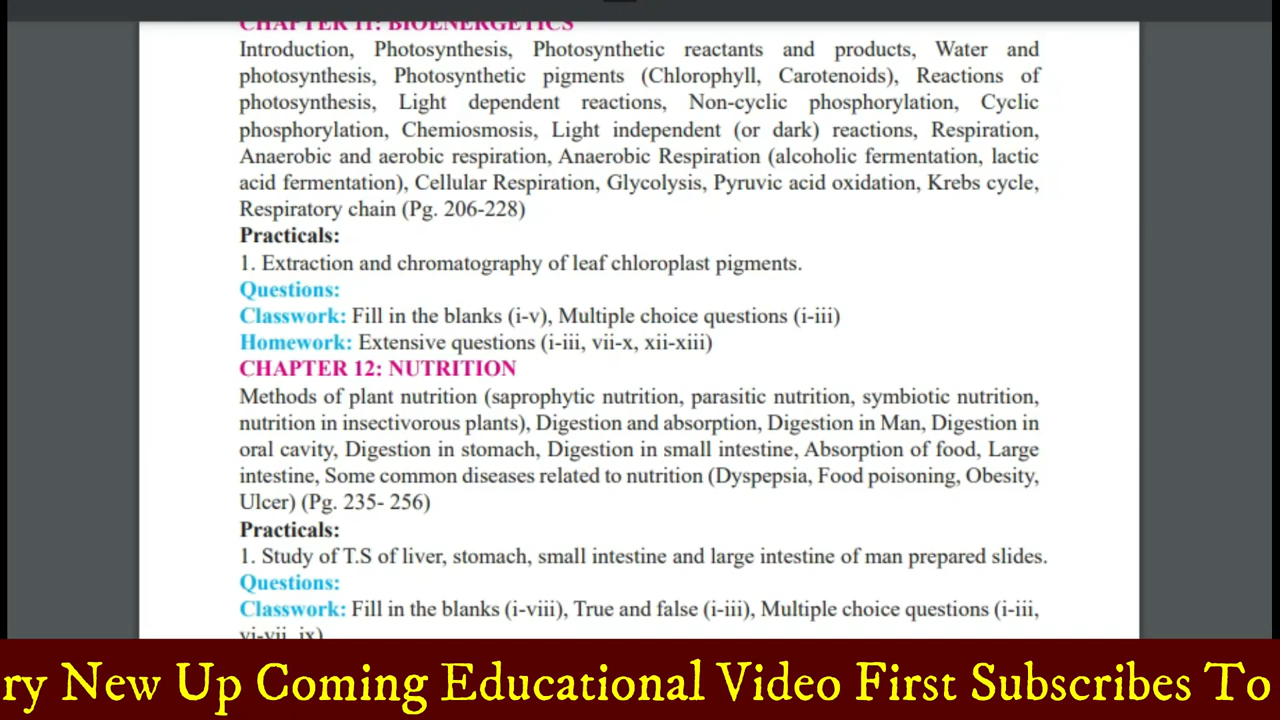 CHAPTER 11: BIOENERGETICS
Introduction, Photosynthesis, Photosynthetic reactants and products, Water and
photosynthesis, Photosynthetic pigments (Chlorophyll, Carotenoids), Reactions of
photosynthesis, Light dependent reactions, Non-cyclic phosphorylation, Cyclic
phosphorylation, Chemiosmosis, Light independent (or dark) reactions, Respiration,
Anaerobic and aerobic respiration, Anaerobic Respiration (alcoholic fermentation, lactic
acid fermentation), Cellular Respiration, Glycolysis, Pyruvic acid oxidation, Krebs cycle,
Respiratory chain (Pg. 206-228)
Practicals:
1. Extraction and chromatography of leaf chloroplast pigments.
Questions:
Classwork: Fill in the blanks (i-v), Multiple choice questions (i-iii)
Homework: Extensive questions (i-iii, vii-x, xii-xiii)
CHAPTER 12: NUTRITION
Methods of plant nutrition (saprophytic nutrition, parasitic nutrition, symbiotic nutrition,
nutrition in insectivorous plants), Digestion and absorption, Digestion in Man, Digestion in
oral cavity, Digestion in stomach, Digestion in small intestine, Absorption of food, Large
intestine, Some common diseases related to nutrition (Dyspepsia, Food poisoning, Obesity,
Ulcer) (Pg. 235- 256)
Practicals:
1. Study of T.S of liver, stomach, small intestine and large intestine of man prepared slides.
Questions:
Classwork: Fill in the blanks (i-viii), True and false (i-iii), Multiple choice questions (i-iii,
vi-vii, ix)
ry New Up Coming Educational Video First Subscribes To